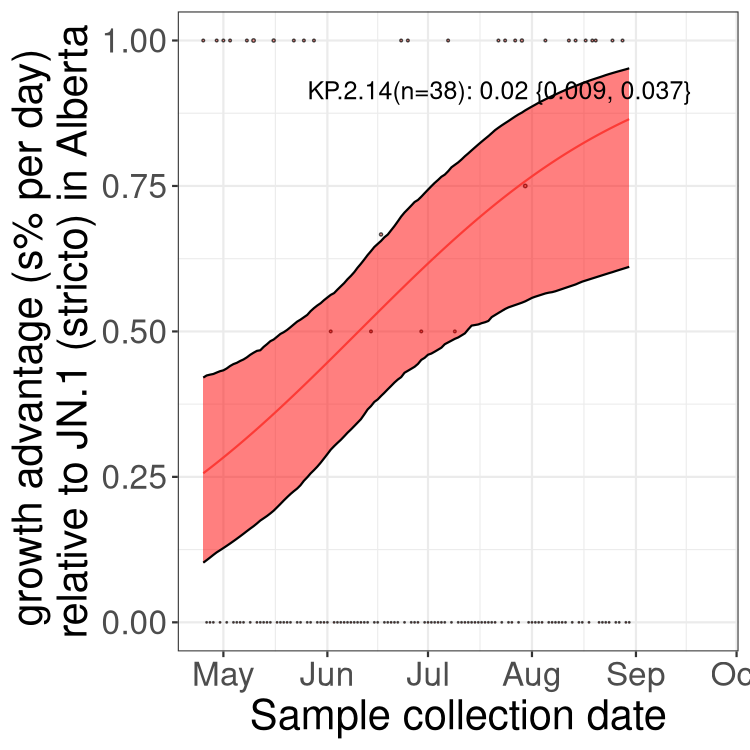 growth advantage (s% per day)
relative to JN.1 (stricto) in Alberta
1.00
0.75
0.50
0.25
0.00
KP.2.14(n=38): 0.02 {0.009, 0.037}
May Jun Jul Aug Sep Oc
Sample collection date